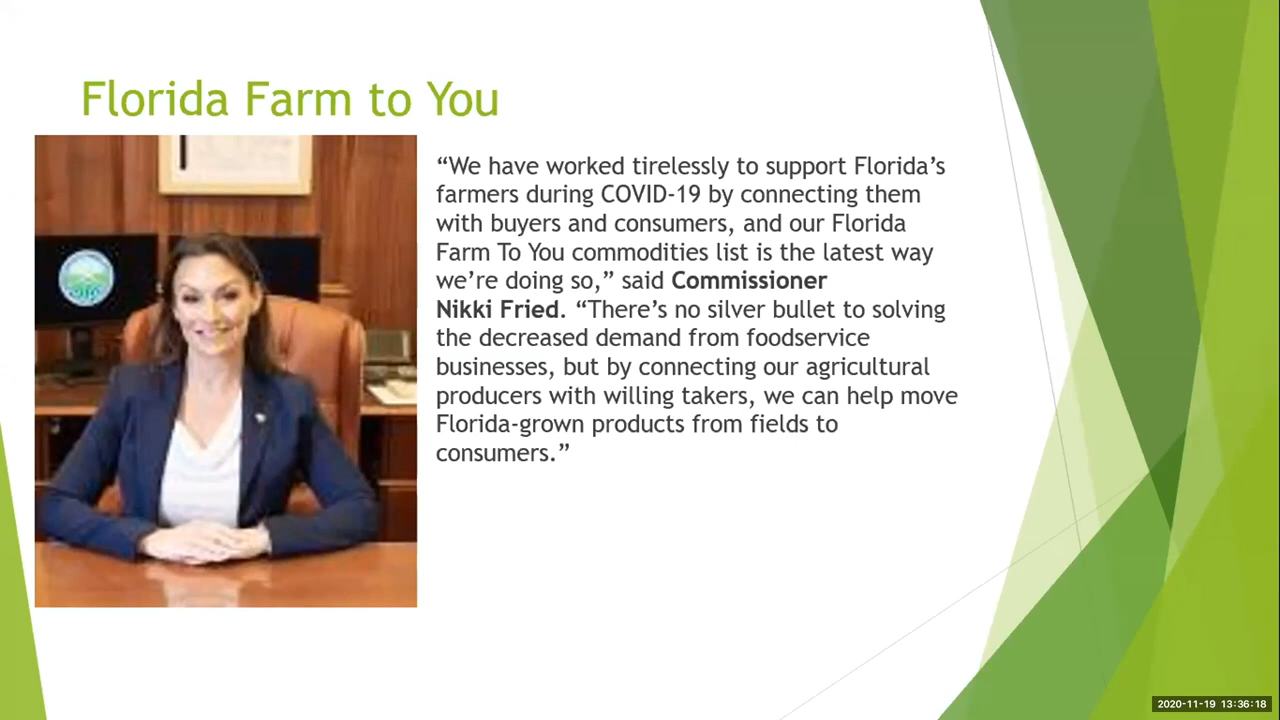 Florida Farm to You
“We have worked tirelessly to support Florida’s
farmers during COVID-19 by connecting them
with buyers and consumers, and our Florida
Farm To You commodities list is the latest way
we’re doing so,” said Commissioner
Nikki Fried. “There’s no silver bullet to solving
the decreased demand from foodservice
businesses, but by connecting our agricultural
producers with willing takers, we can help move
Florida-grown products from fields to
consumers.”
2020-11-19 13:36:18